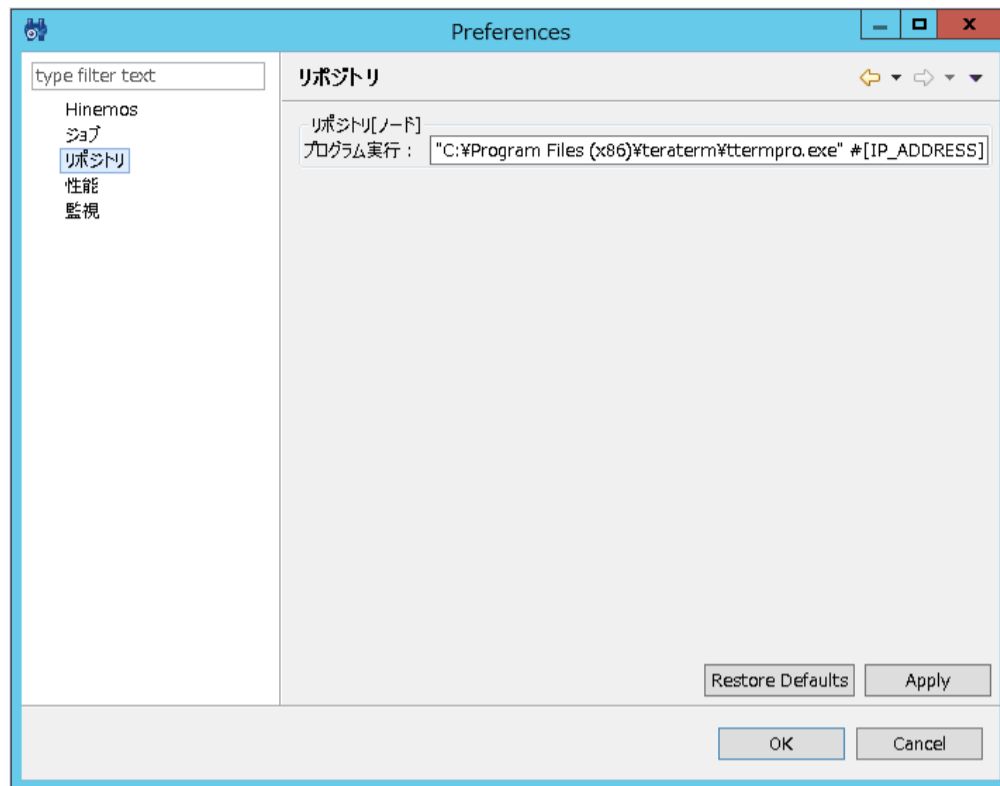 Preferences
type filter text
Hinemos
ジョブ
リポジトリ
性能
監視
リポジトリ
リポジトリ[ノード]
プログラム実行： "C:¥Program Files (x86)¥teraterm¥ttermpro.exe" #[IP_ADDRESS]
Restore Defaults Apply
OK Cancel